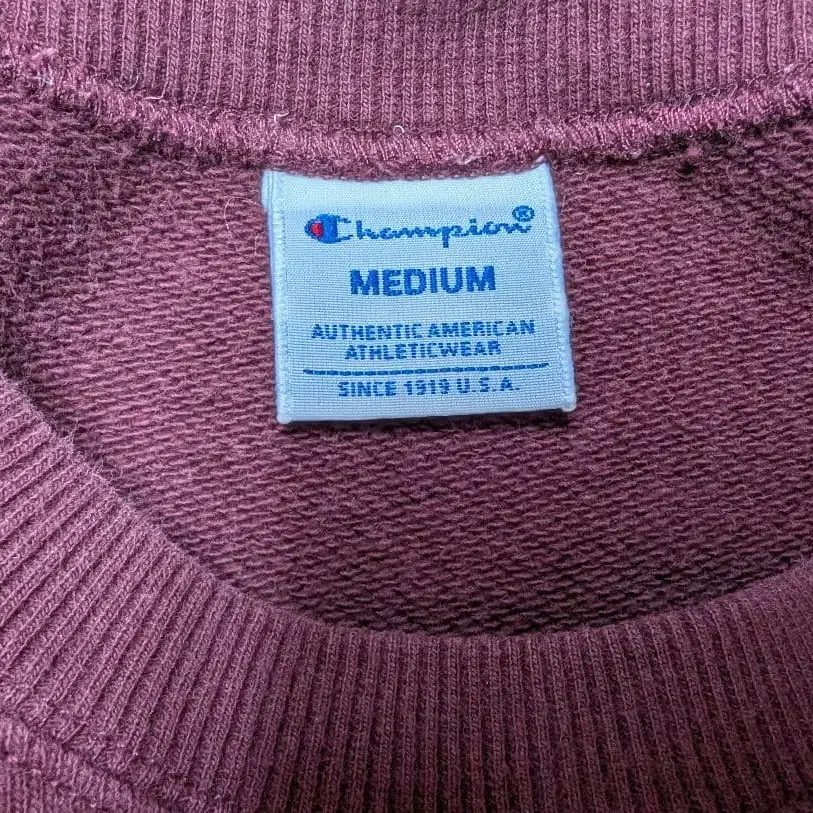 Champion®
MEDIUM
AUTHENTIC AMERICAN
ATHLETICWEAR
SINCE 1919 U.S.A.